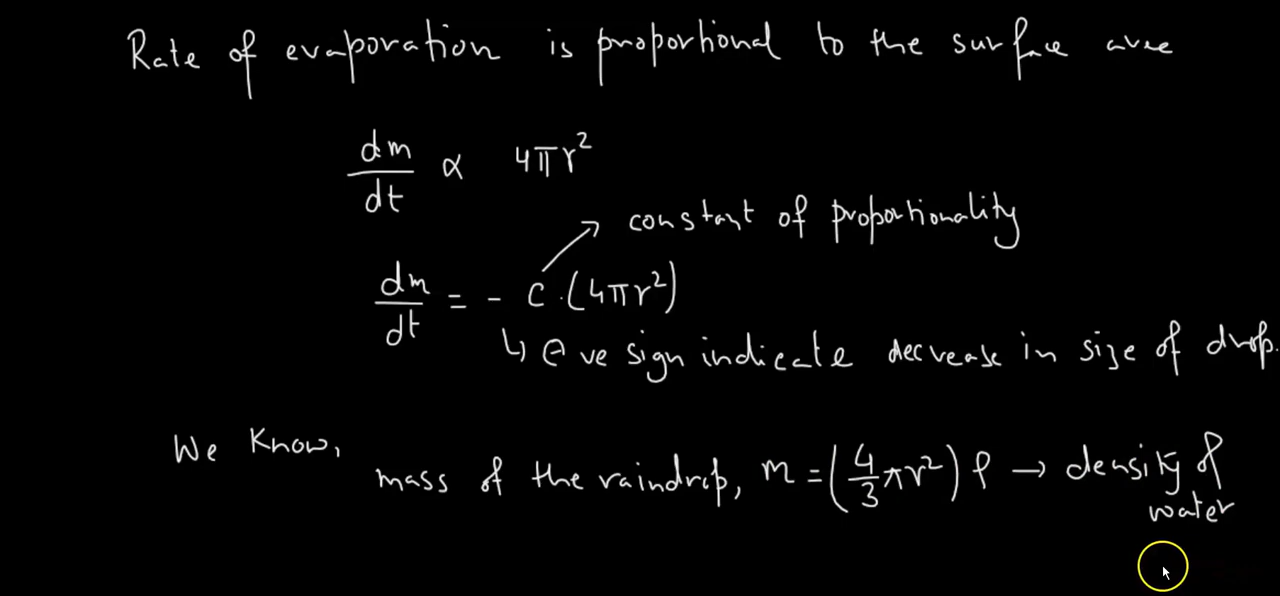 Rate of evaporation is proportional to the surface area
dm/dt ∝ 4πr²
→ constant of proportionality
dm/dt = - C.(4πr²)
↳ ⊖ ve sign indicate decrease in size of drop.
We know,
mass of the raindrop, m = (4/3 πr²) ρ → density of
water